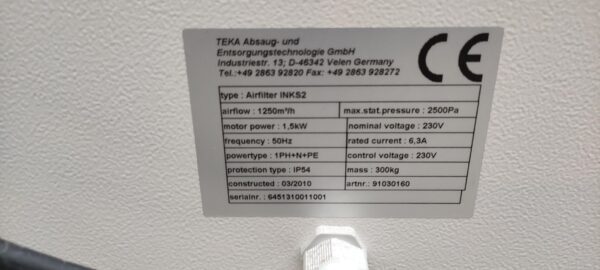 TEKA Absaug- und
Entsorgungstechnologie GmbH
Industriestr. 13; D-46342 Velen Germany
Tel.:+49 2863 92820 Fax: +49 2863 928272
CE
type : Airfilter INKS2
airflow : 1250m³/h max.stat.pressure : 2500Pa
motor power : 1,5kW nominal voltage : 230V
frequency : 50Hz rated current : 6,3A
powertype : 1PH+N+PE control voltage : 230V
protection type : IP54 mass : 300kg
constructed : 03/2010 artnr.: 91030160
serialnr. : 6451310011001